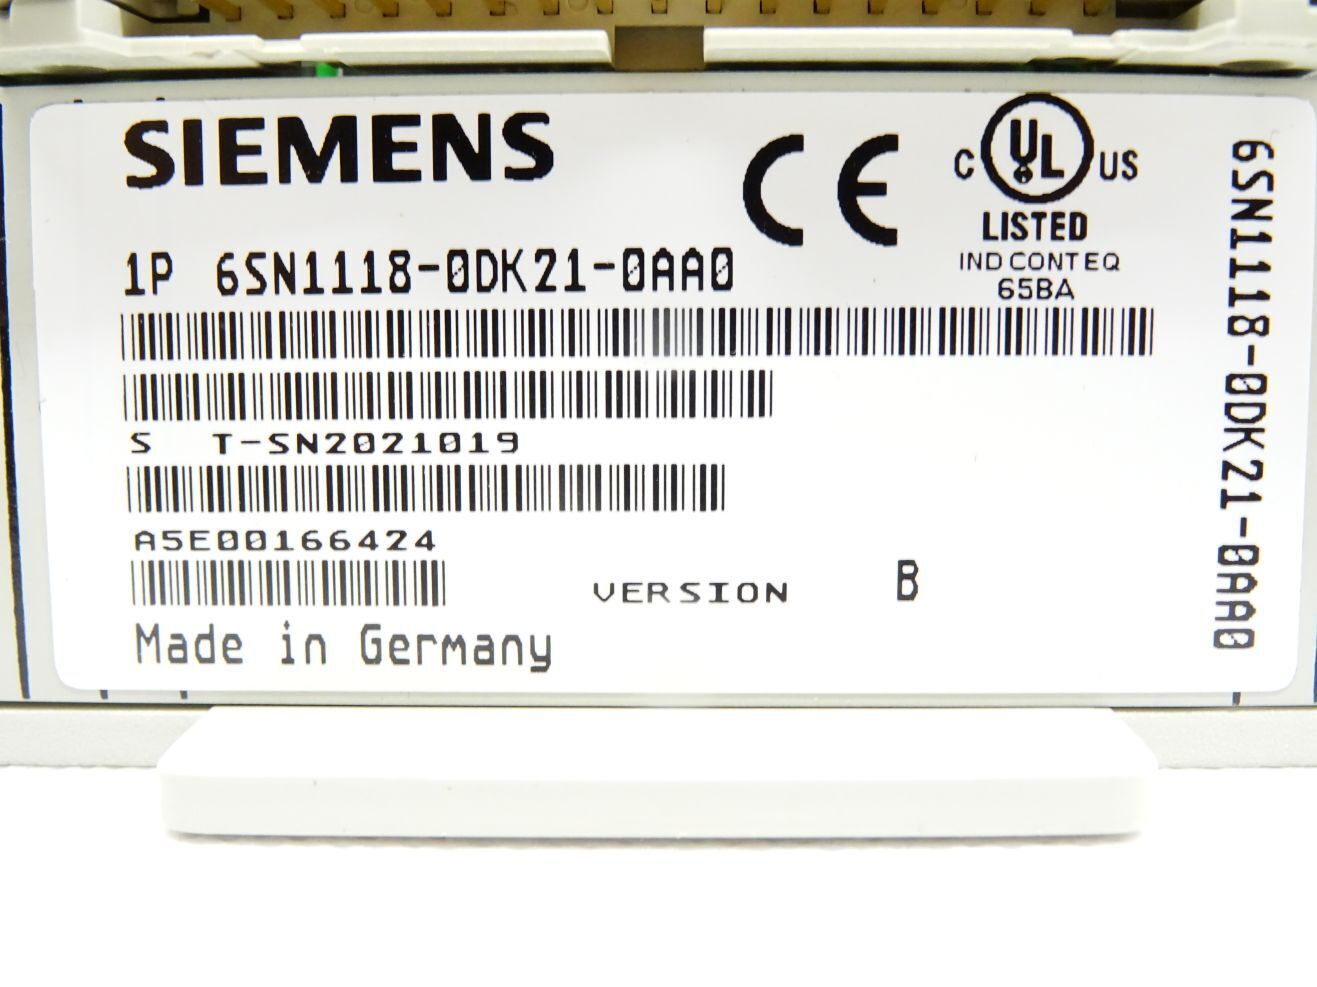 SIEMENS
CE
C UL US
LISTED
IND CONT EQ
65BA
1P 6SN1118-0DK21-0AA0
S T-SN2021019
A5E00166424
VERSION B
Made in Germany
6SN1118-0DK21-0AA0